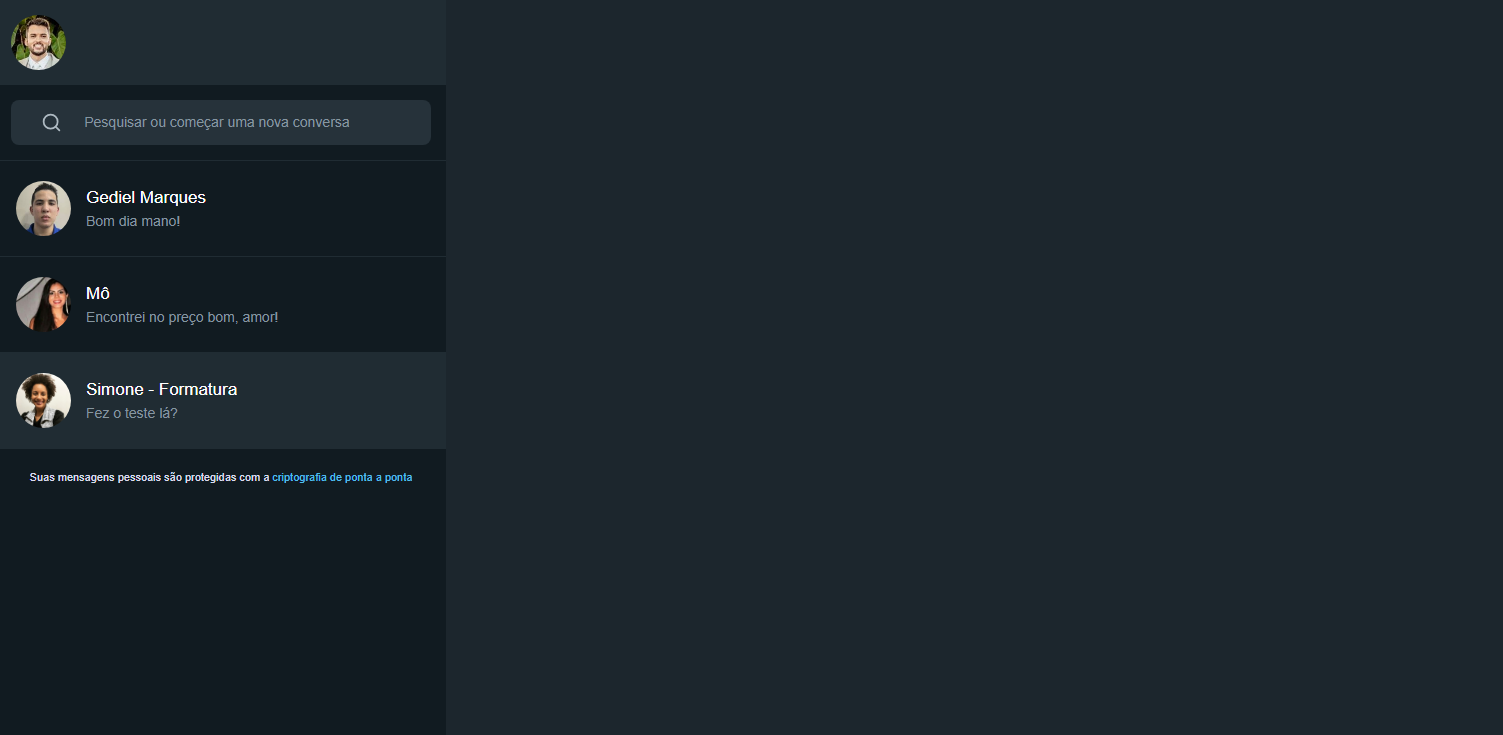 Pesquisar ou começar uma nova conversa
Gediel Marques
Bom dia mano!
Mô
Encontrei no preço bom, amor!
Simone - Formatura
Fez o teste lá?
Suas mensagens pessoais são protegidas com a criptografia de ponta a ponta